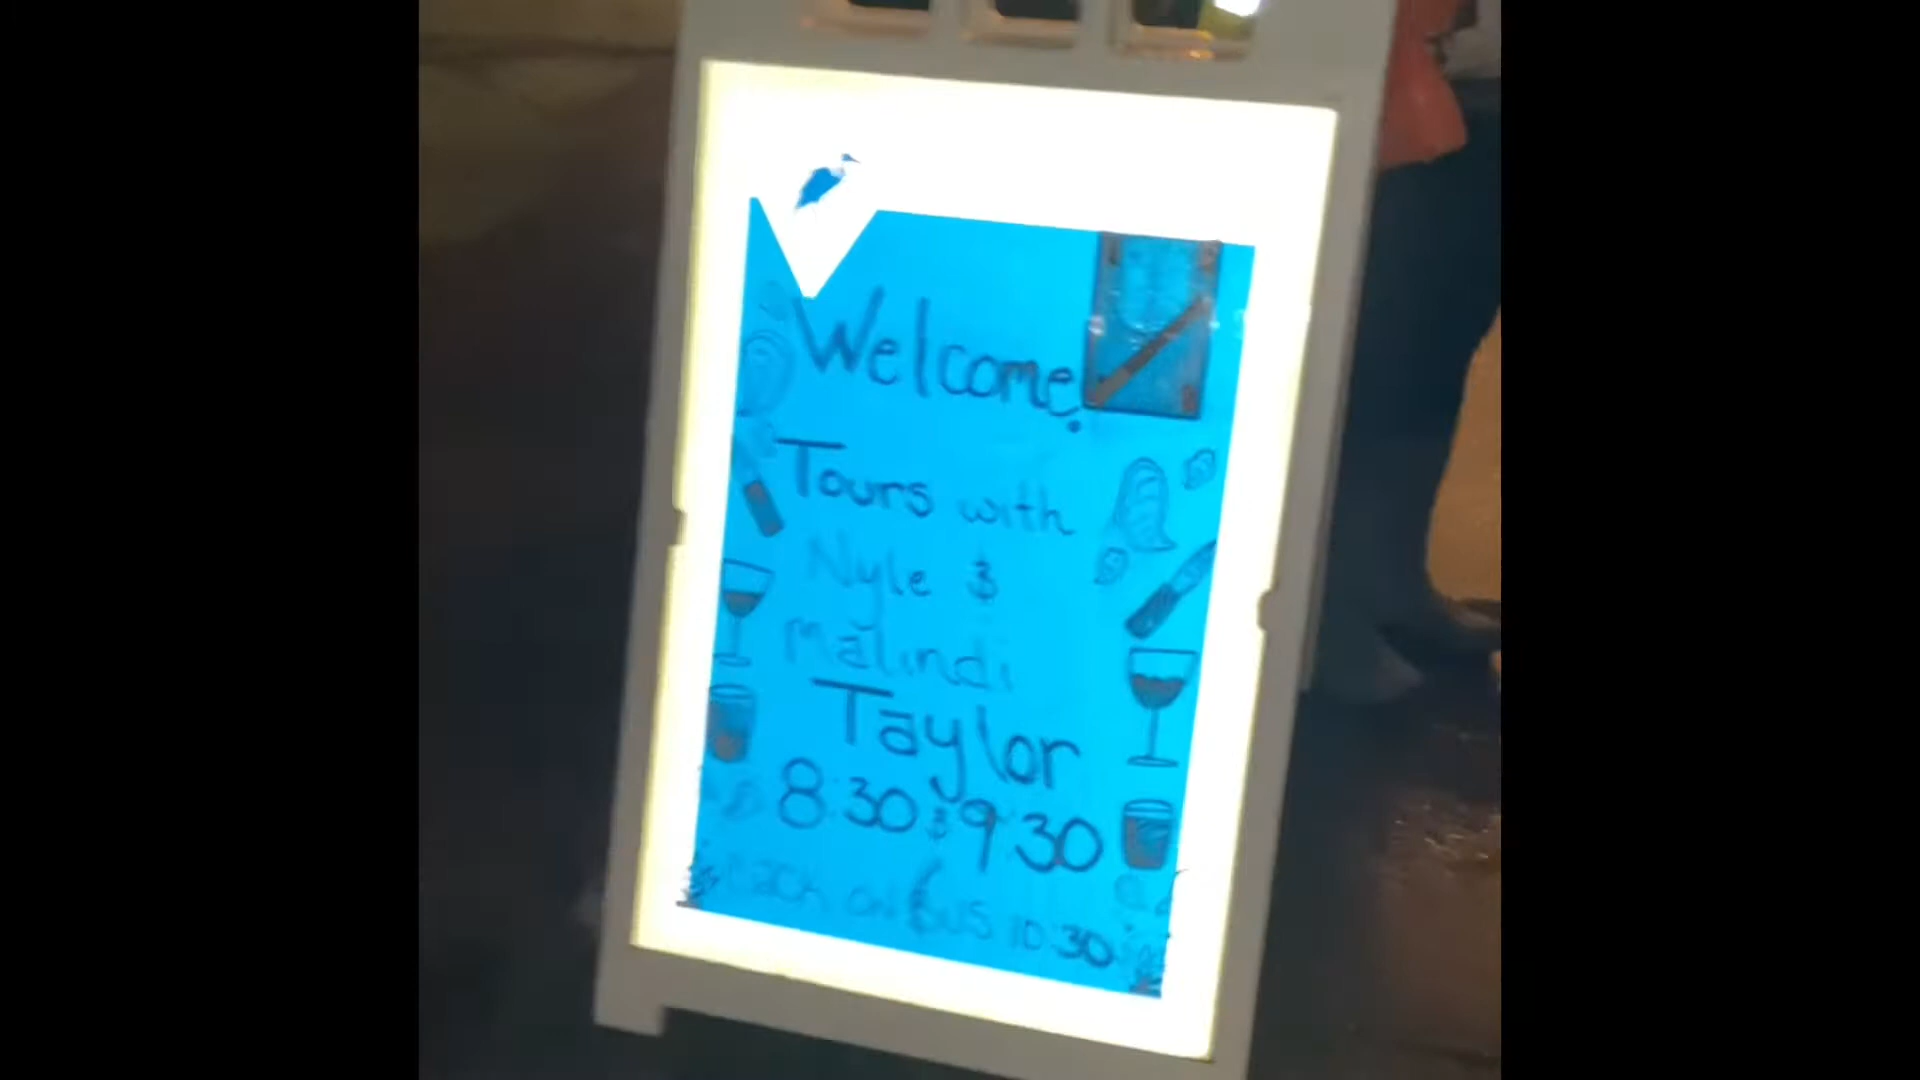 Welcome.
Tours with
Nyle &
Malindi
Taylor
8:30 & 9:30
Back on Bus 10:30